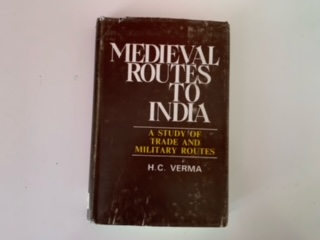 MEDIEVAL
ROUTES
TO
INDIA
A STUDY OF
TRADE AND
MILITARY ROUTES
H.C. VERMA